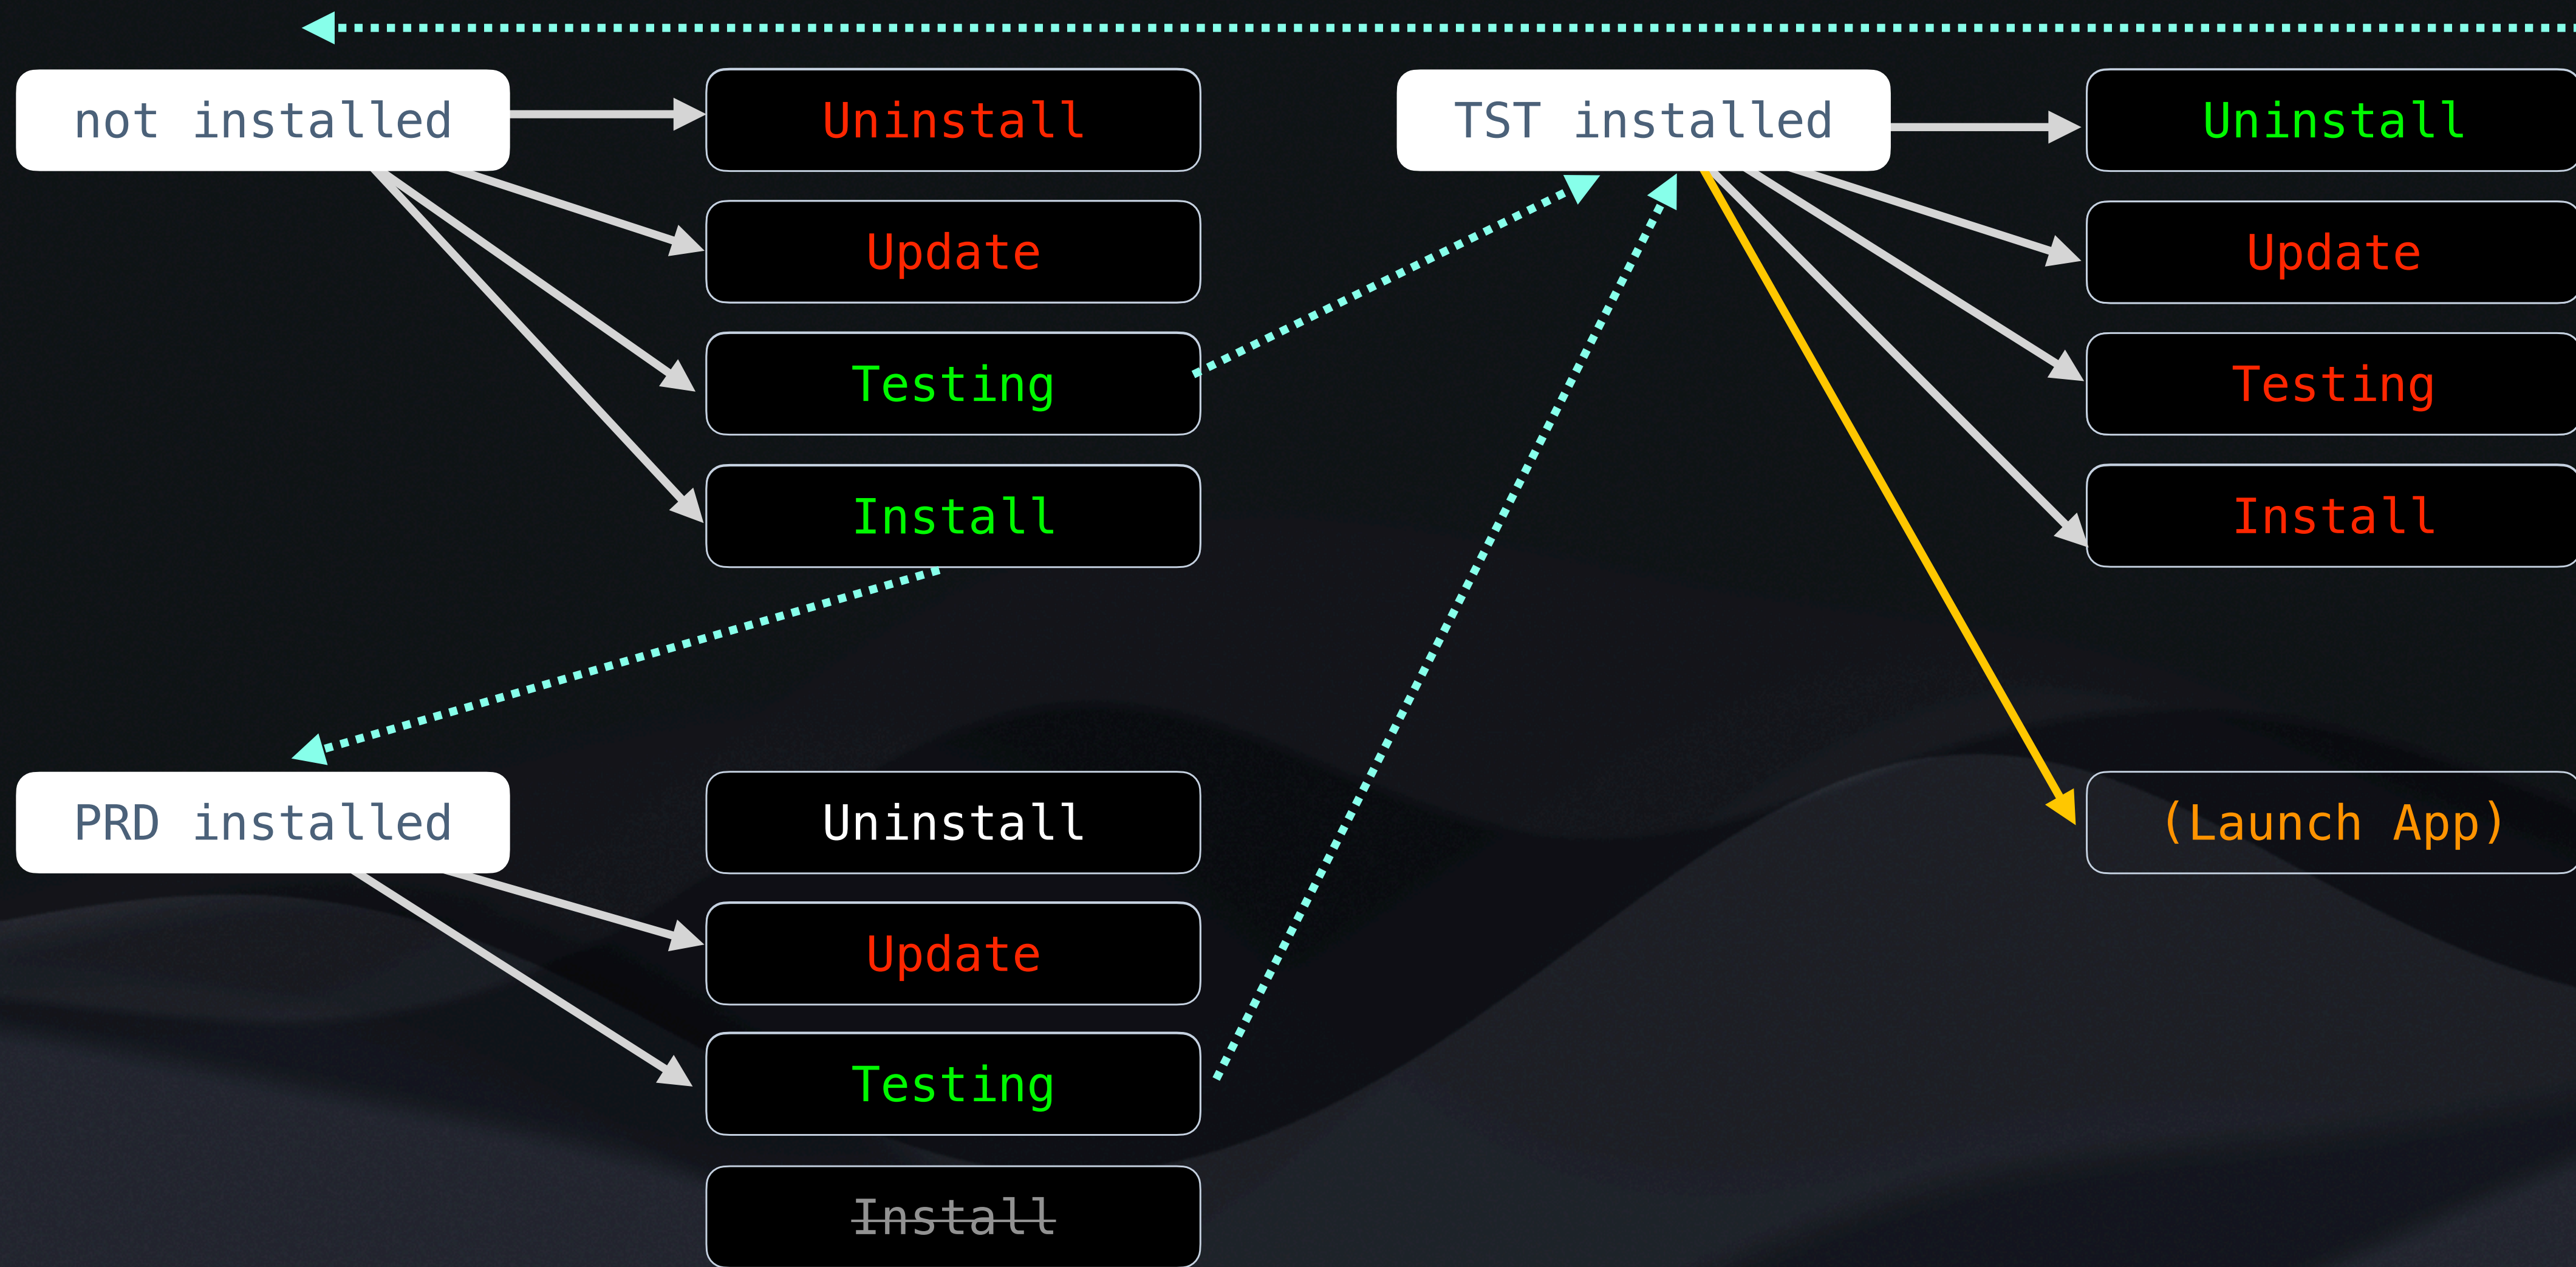 not installed
Uninstall
Update
Testing
Install
TST installed
Uninstall
Update
Testing
Install
PRD installed
Uninstall
Update
Testing
Install
(Launch App)